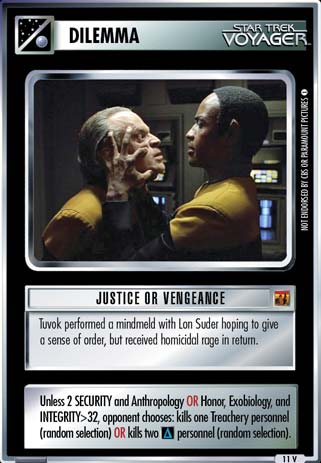 DILEMMA
STAR TREK
VOYAGER
NOT ENDORSED BY CBS OR PARAMOUNT PICTURES
JUSTICE OR VENGEANCE
Tuvok performed a mindmeld with Lon Suder hoping to give
a sense of order, but received homicidal rage in return.
Unless 2 SECURITY and Anthropology OR Honor, Exobiology, and
INTEGRITY>32, opponent chooses: kills one Treachery personnel
(random selection) OR kills two personnel (random selection).
11 V